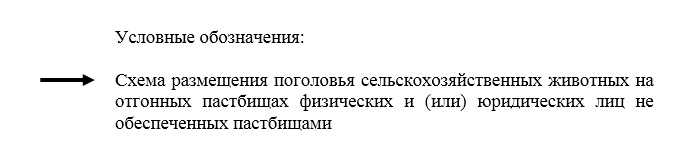 Условные обозначения:
Схема размещения поголовья сельскохозяйственных животных на
отгонных пастбищах физических и (или) юридических лиц не
обеспеченных пастбищами